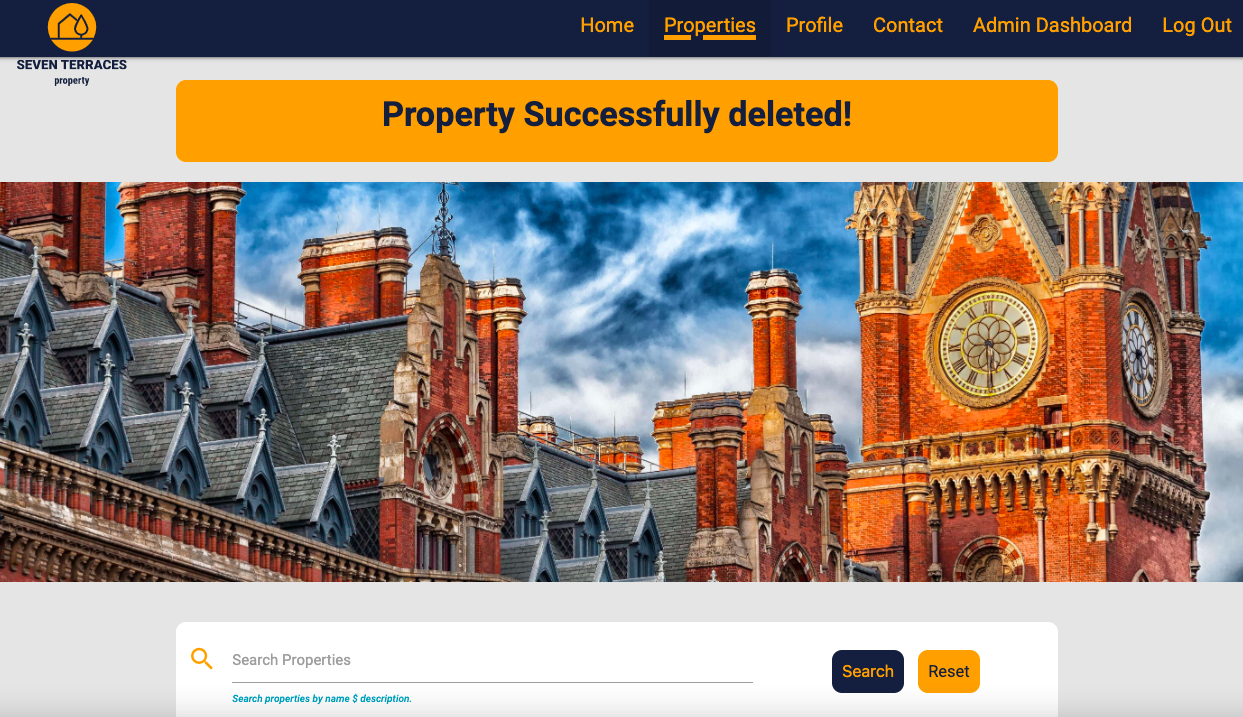 Home Properties Profile Contact Admin Dashboard Log Out
SEVEN TERRACES
property
Property Successfully deleted!
Search Properties
Search Reset
Search properties by name $ description.